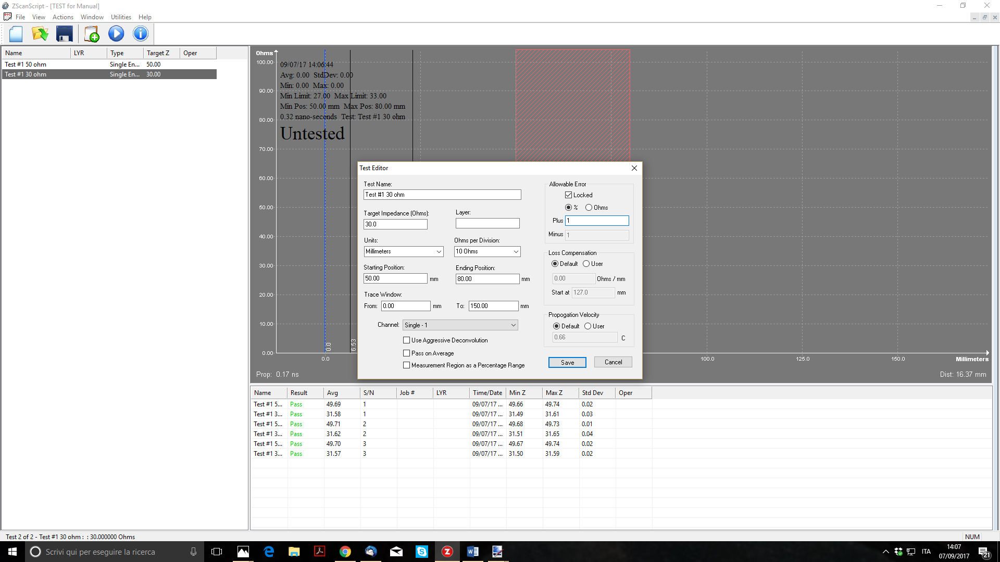 ZScanScript - [TEST for Manual]
File View Actions Window Utilities Help
Name LYR Type Target Z Oper
Test #1 50 ohm Single En... 50.00
Test #1 30 ohm Single En... 30.00
Ohms
100.00
90.00
80.00
70.00
60.00
50.00
40.00
30.00
20.00
10.00
0.00
09/07/17 14:06:44
Avg: 0.00 StdDev: 0.00
Min: 0.00 Max: 0.00
Min Limit: 27.00 Max Limit: 33.00
Min Pos: 50.00 mm Max Pos: 80.00 mm
0.32 nano-seconds Test: Test #1 30 ohm
Untested
0.0
6.53
0.0 100.0 125.0 150.0 Millimeters
Prop: 0.17 ns
Dist: 16.37 mm
Test Editor
Test Name:
Test #1 30 ohm
Target Impedance (Ohms):
30.0
Layer:
Units:
Millimeters
Ohms per Division:
10 Ohms
Starting Position:
50.00 mm
Ending Position:
80.00 mm
Trace Window:
From: 0.00 mm To: 150.00 mm
Channel: Single - 1
Use Aggressive Deconvolution
Pass on Average
Measurement Region as a Percentage Range
Allowable Error
Locked
% Ohms
Plus 1
Minus 1
Loss Compensation
Default User
0.00 Ohms / mm
Start at 127.0 mm
Propogation Velocity
Default User
0.66 C
Save Cancel
Name Result Avg S/N Job # LYR Time/Date Min Z Max Z Std Dev Oper
Test #1 5... Pass 49.69 1 09/07/17 ... 49.66 49.74 0.02
Test #1 3... Pass 31.58 1 09/07/17 ... 31.49 31.61 0.03
Test #1 5... Pass 49.71 2 09/07/17 ... 49.68 49.73 0.01
Test #1 3... Pass 31.62 2 09/07/17 ... 31.51 31.65 0.04
Test #1 5... Pass 49.70 3 09/07/17 ... 49.67 49.74 0.02
Test #1 3... Pass 31.57 3 09/07/17 ... 31.50 31.59 0.02
Test 2 of 2 - Test #1 30 ohm : : 30.000000 Ohms
NUM
Scrivi qui per eseguire la ricerca
ITA
14:07
07/09/2017
21